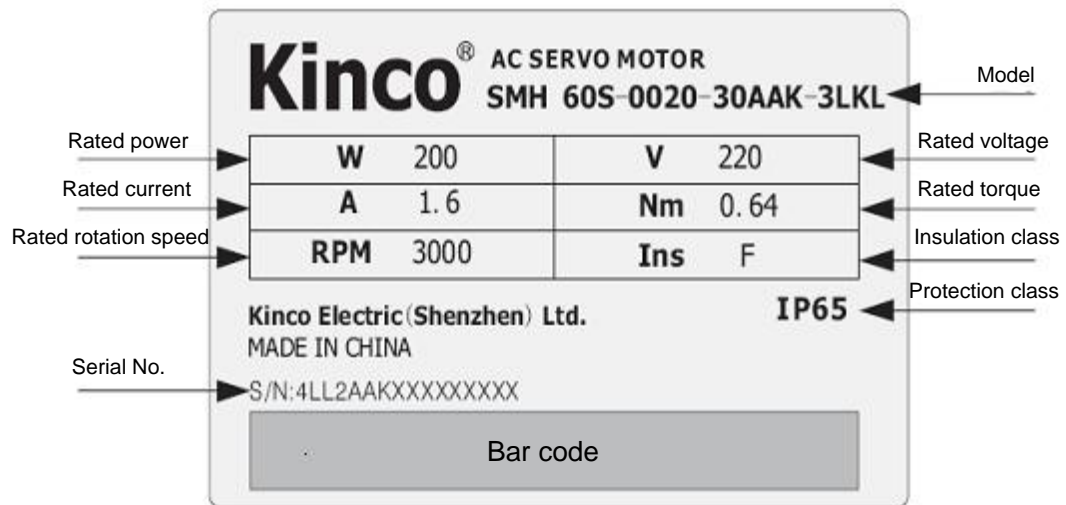 Kinco® AC SERVO MOTOR
SMH 60S-0020-30AAK-3LKL
Model
Rated power
W 200
V 220
Rated voltage
Rated current
A 1.6
Nm 0.64
Rated torque
Rated rotation speed
RPM 3000
Ins F
Insulation class
Kinco Electric(Shenzhen) Ltd.
IP65
Protection class
MADE IN CHINA
Serial No.
S/N:4LL2AAKXXXXXXXXX
Bar code